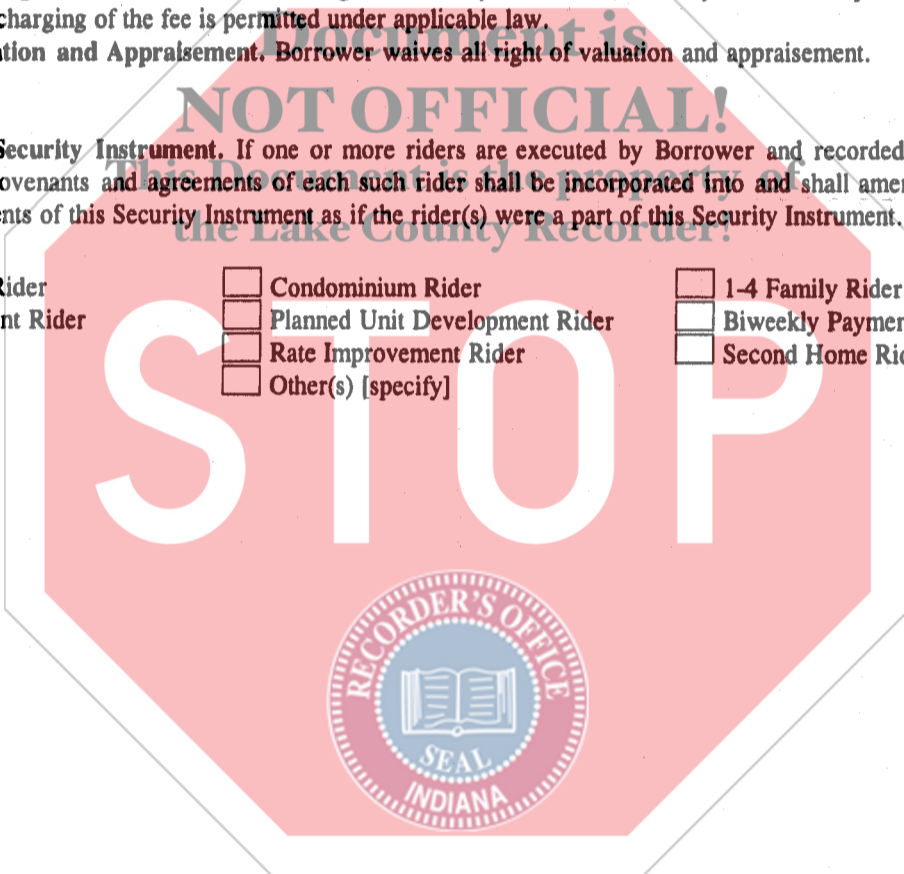 charging of the fee is permitted under applicable law.
tion and Appraisement. Borrower waives all right of valuation and appraisement.
Document is
NOT OFFICIAL!
This Document is the property of
the Lake County Recorder!
Security Instrument. If one or more riders are executed by Borrower and recorded
ovenants and agreements of each such rider shall be incorporated into and shall amen
nts of this Security Instrument as if the rider(s) were a part of this Security Instrument.
Rider
Condominium Rider
1-4 Family Rider
nt Rider
Planned Unit Development Rider
Biweekly Paymen
Rate Improvement Rider
Second Home Rid
Other(s) [specify]
STOP
RECORDER'S OFFICE
SEAL
INDIANA